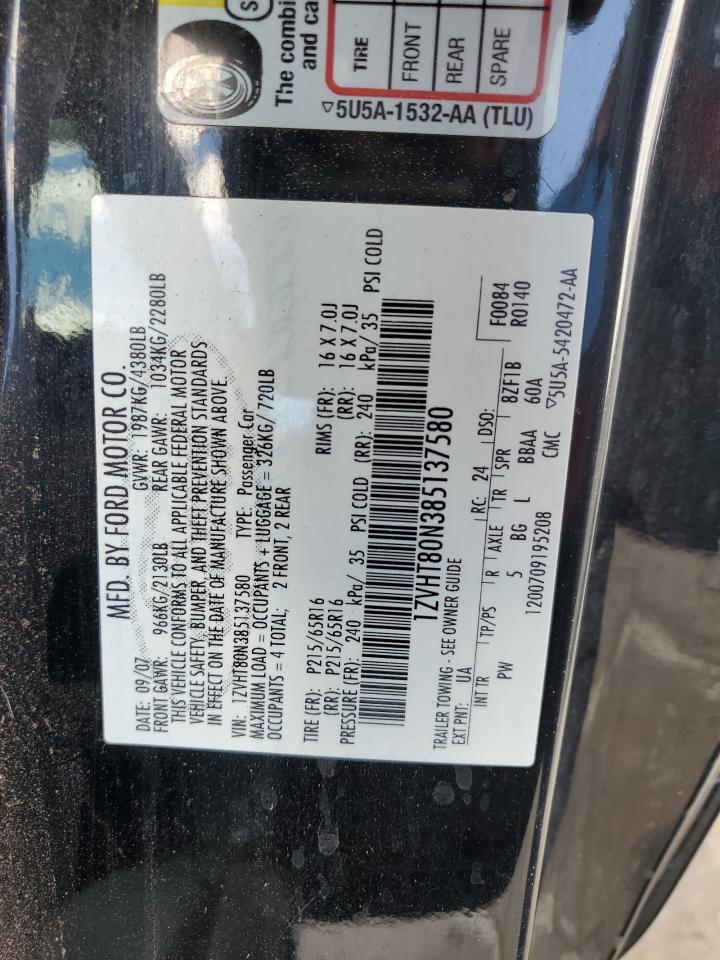 The combi
and ca
TIRE
FRONT
REAR
SPARE
▽5U5A-1532-AA (TLU)
MFD. BY FORD MOTOR CO.
DATE: 09/07 GVWR: 1987KG/4380LB
FRONT GAWR: 966KG/2130LB REAR GAWR: 1034KG/2280LB
THIS VEHICLE CONFORMS TO ALL APPLICABLE FEDERAL MOTOR
VEHICLE SAFETY, BUMPER, AND THEFT PREVENTION STANDARDS
IN EFFECT ON THE DATE OF MANUFACTURE SHOWN ABOVE.
VIN: 1ZVHT80N385137580 TYPE: Passenger Car
MAXIMUM LOAD = OCCUPANTS + LUGGAGE = 326KG/ 720LB
OCCUPANTS = 4 TOTAL; 2 FRONT, 2 REAR
TIRE (FR): P215/65R16 RIMS (FR): 16 X 7.0J
(RR): P215/65R16 (RR): 16 X 7.0J
PRESSURE (FR): 240 kPa/ 35 PSI COLD (RR): 240 kPa/ 35 PSI COLD
1ZVHT80N385137580
TRAILER TOWING - SEE OWNER GUIDE
EXT PNT: UA RC: 24 DSO: F0084
R0140
INT TR TP/PS R AXLE TR SPR 8ZF1B
PW 5 BG L BBAA 60A
CMC
1200709195208 ▽5U5A-5420472-AA